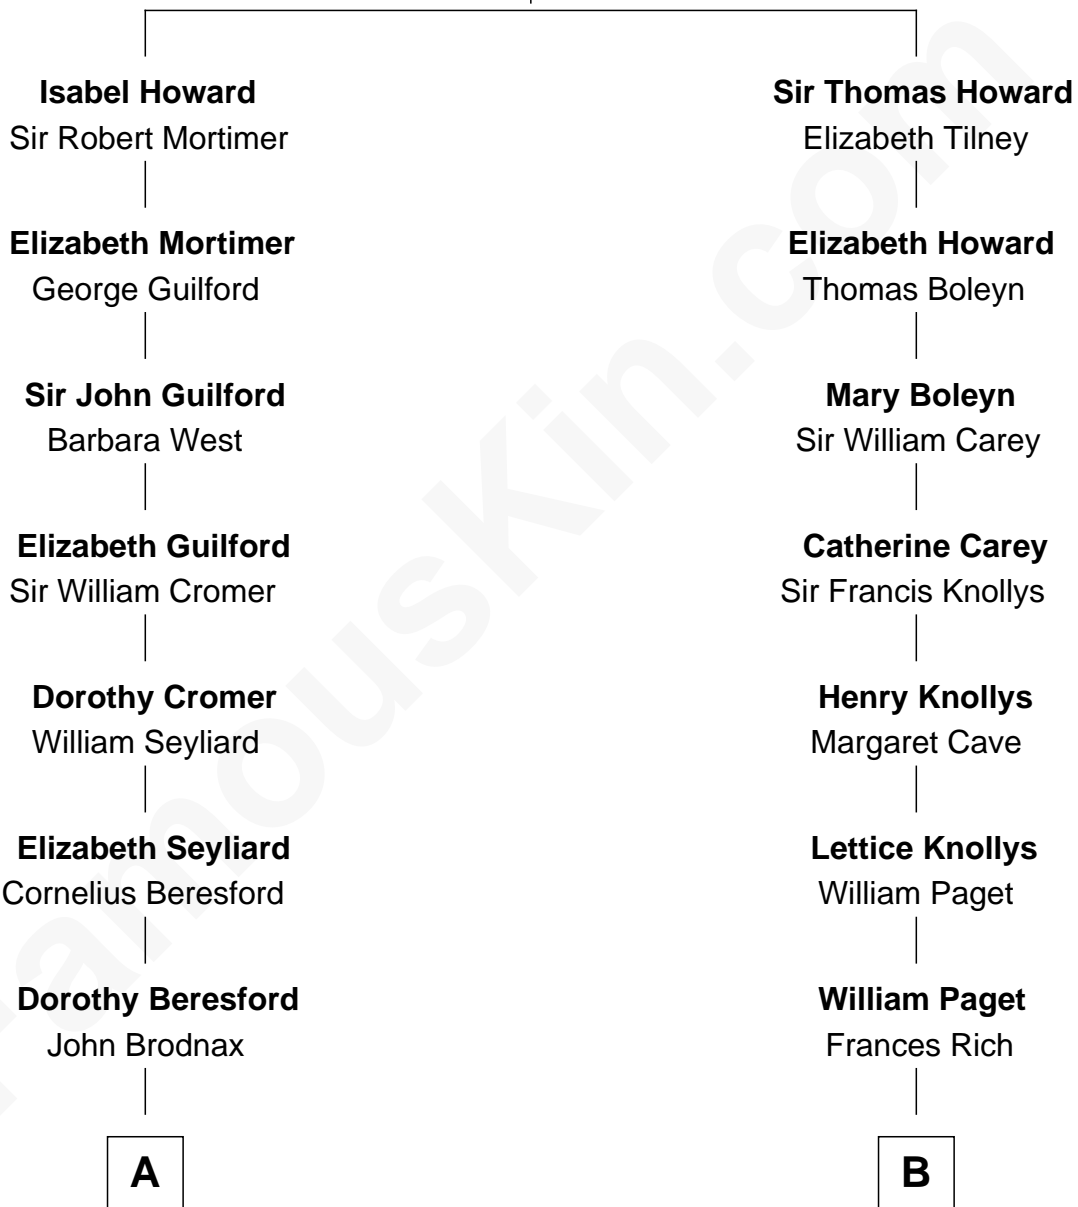 Isabel Howard
Sir Robert Mortimer
Elizabeth Mortimer
George Guilford
Sir John Guilford
Barbara West
Elizabeth Guilford
Sir William Cromer
Dorothy Cromer
William Seyliard
Elizabeth Seyliard
Cornelius Beresford
Dorothy Beresford
John Brodnax
A
Sir Thomas Howard
Elizabeth Tilney
Elizabeth Howard
Thomas Boleyn
Mary Boleyn
Sir William Carey
Catherine Carey
Sir Francis Knollys
Henry Knollys
Margaret Cave
Lettice Knollys
William Paget
William Paget
Frances Rich
B
FamousKin.com